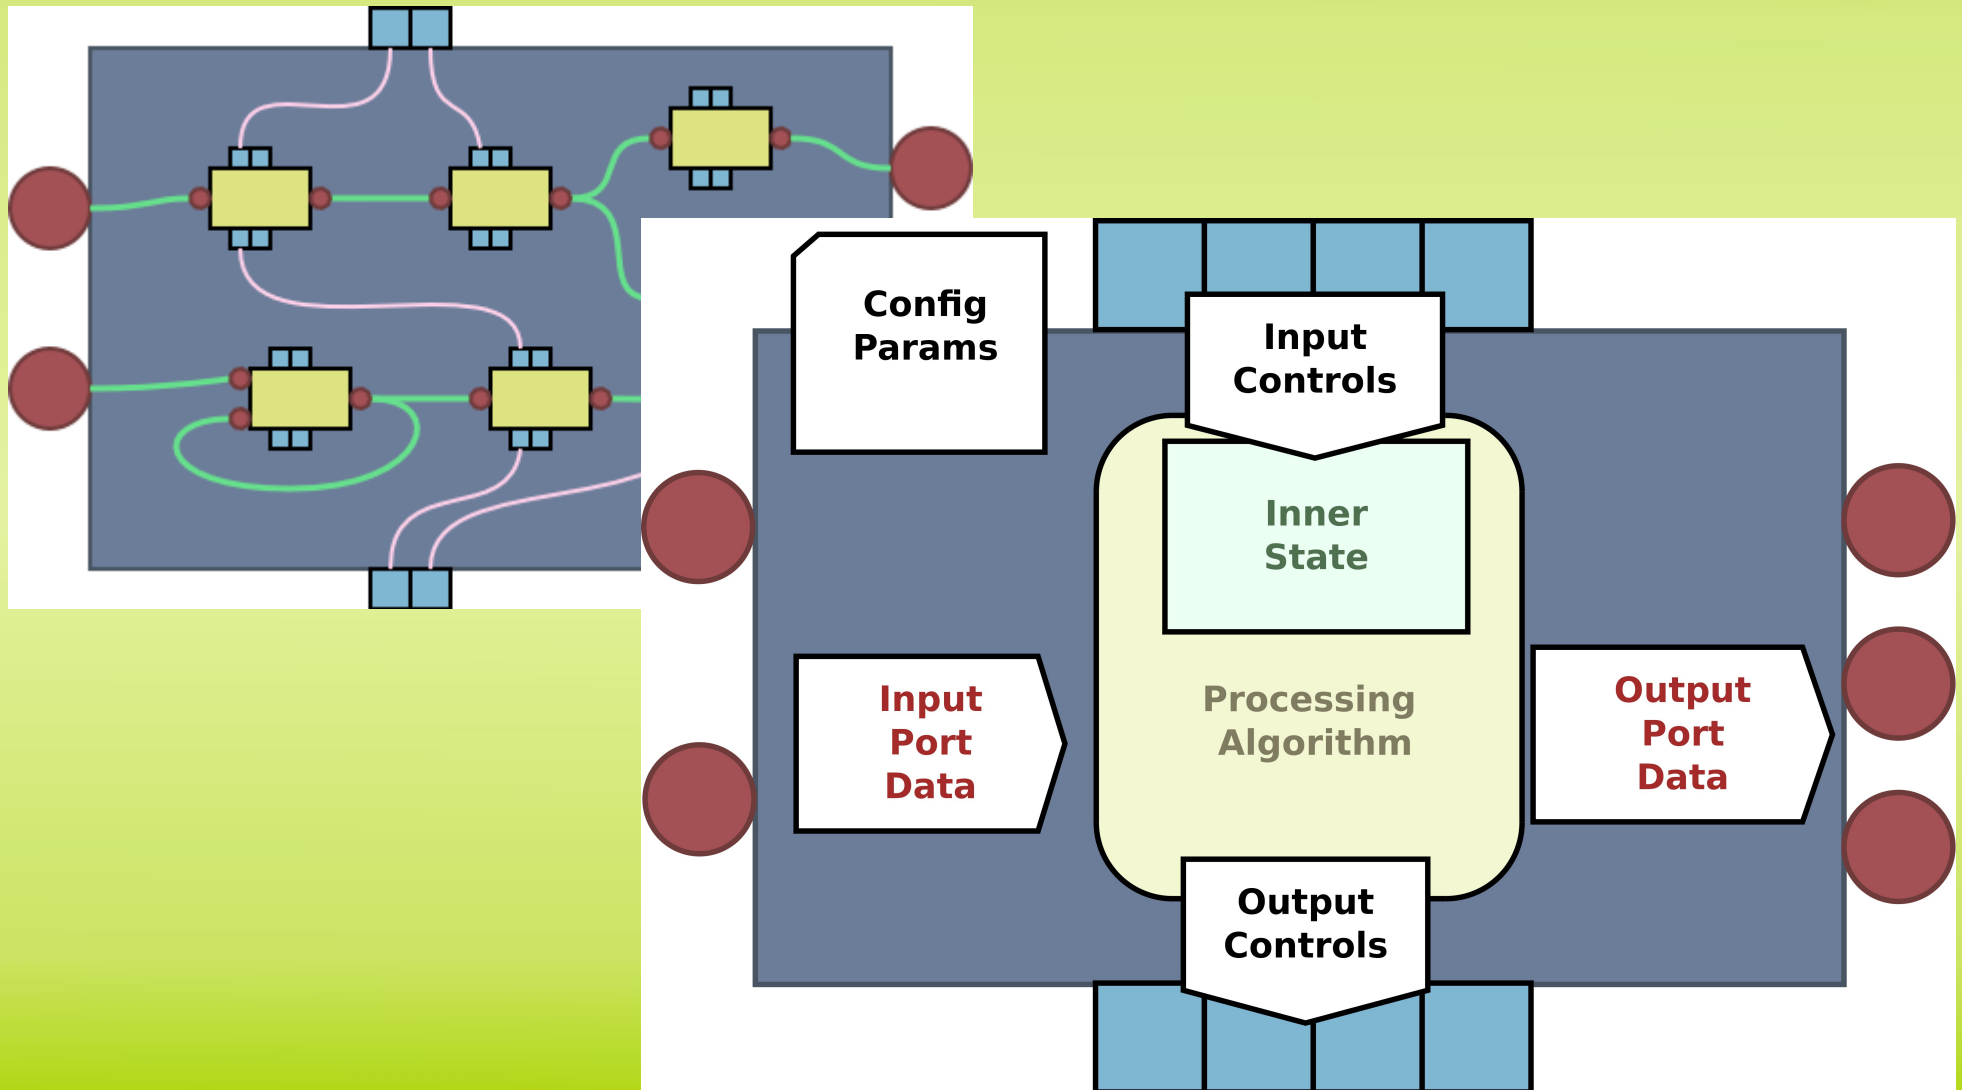 Config
Params
Input
Controls
Inner
State
Input
Port
Data
Processing
Algorithm
Output
Port
Data
Output
Controls